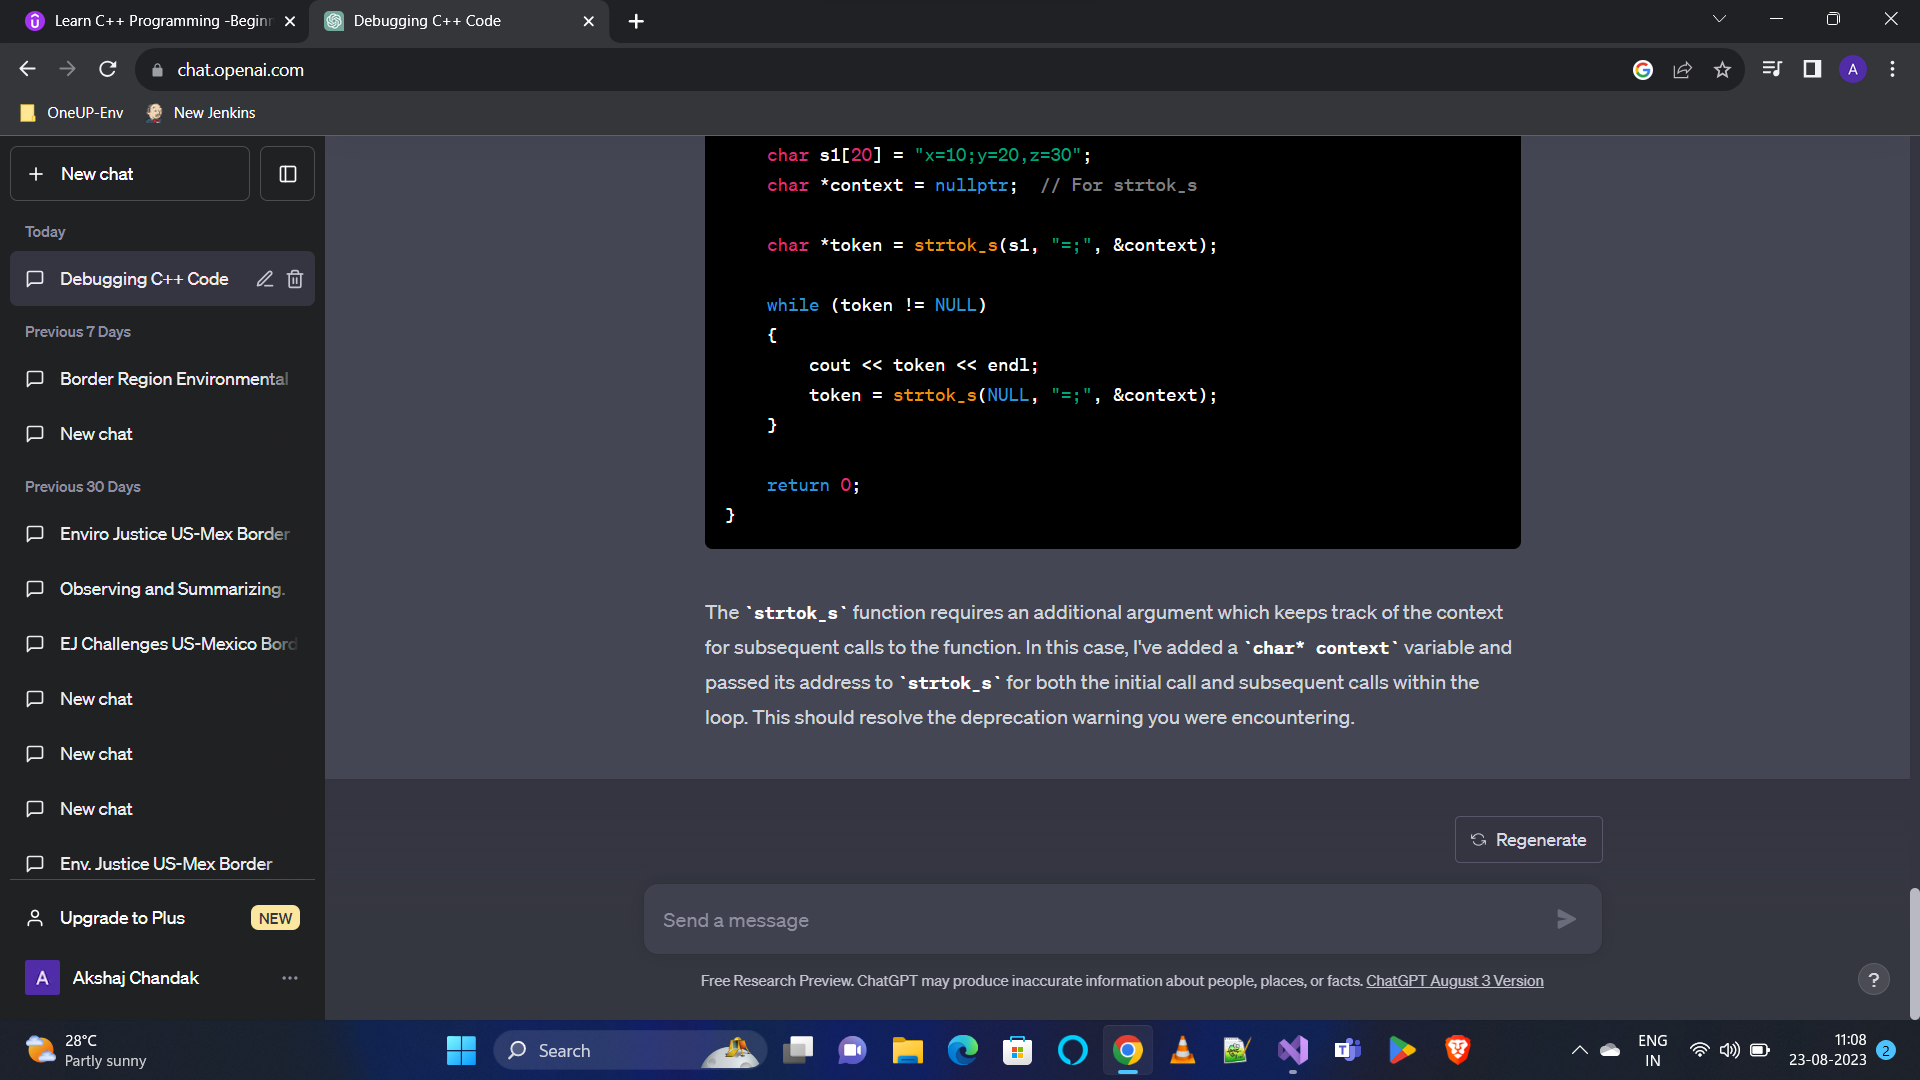 Learn C++ Programming -Beginn
Debugging C++ Code
chat.openai.com
A
OneUP-Env
New Jenkins
New chat
Today
Debugging C++ Code
Previous 7 Days
Border Region Environmental
New chat
Previous 30 Days
Enviro Justice US-Mex Border
Observing and Summarizing.
EJ Challenges US-Mexico Bord
New chat
New chat
New chat
Env. Justice US-Mex Border
Upgrade to Plus NEW
A Akshaj Chandak
char s1[20] = "x=10;y=20,z=30";
char *context = nullptr;  // For strtok_s
char *token = strtok_s(s1, "=;", &context);
while (token != NULL)
{
cout << token << endl;
token = strtok_s(NULL, "=;", &context);
}
return 0;
}
The `strtok_s` function requires an additional argument which keeps track of the context
for subsequent calls to the function. In this case, I've added a `char* context` variable and
passed its address to `strtok_s` for both the initial call and subsequent calls within the
loop. This should resolve the deprecation warning you were encountering.
Regenerate
Send a message
Free Research Preview. ChatGPT may produce inaccurate information about people, places, or facts. ChatGPT August 3 Version
?
28°C
Partly sunny
Search
ENG
IN
11:08
23-08-2023
2